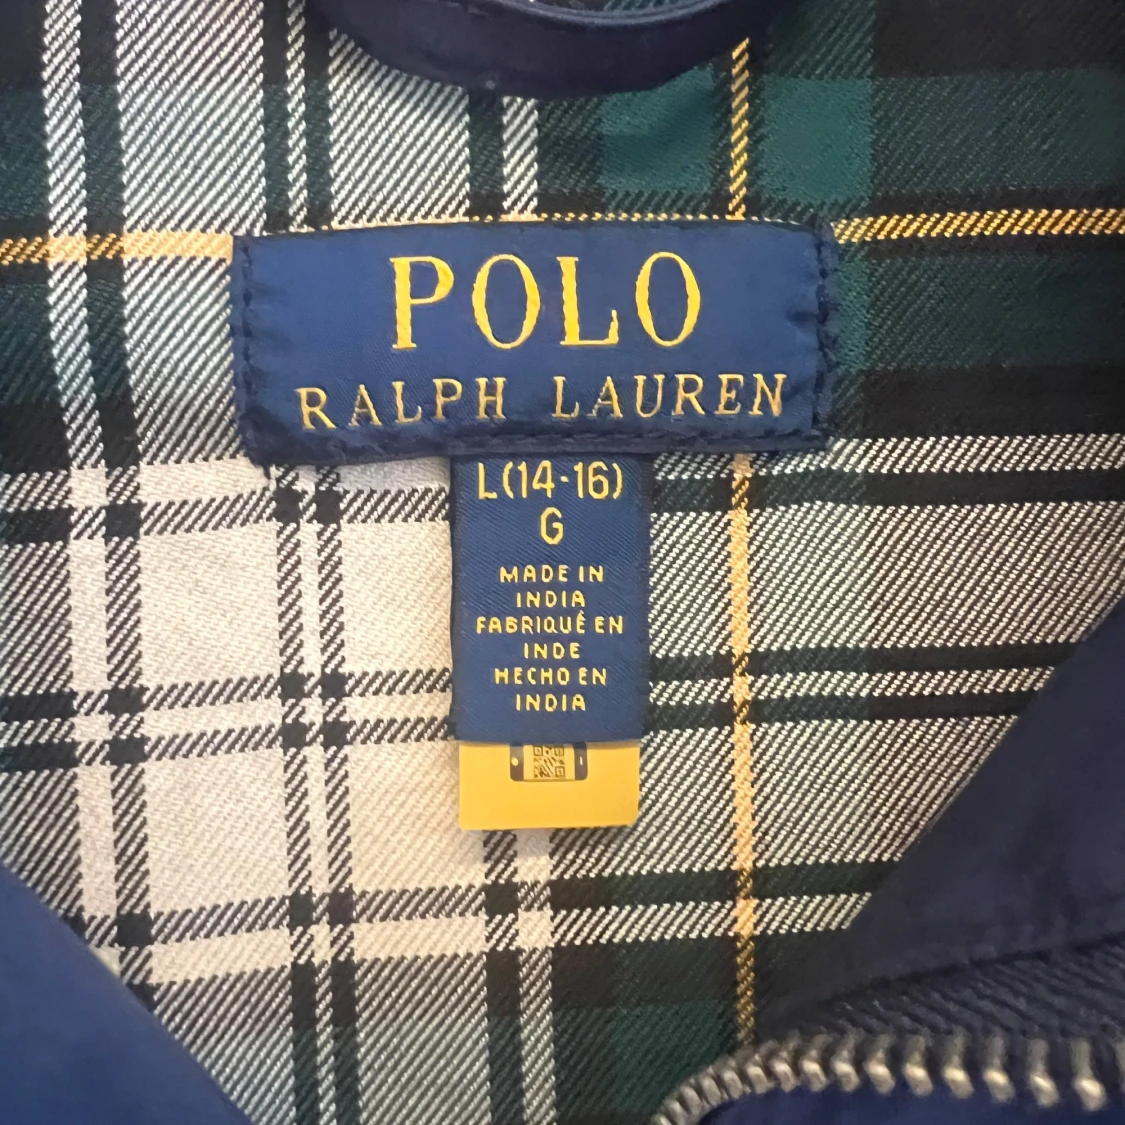 POLO
RALPH LAUREN
L(14-16)
G
MADE IN
INDIA
FABRIQUÉ EN
INDE
HECHO EN
INDIA